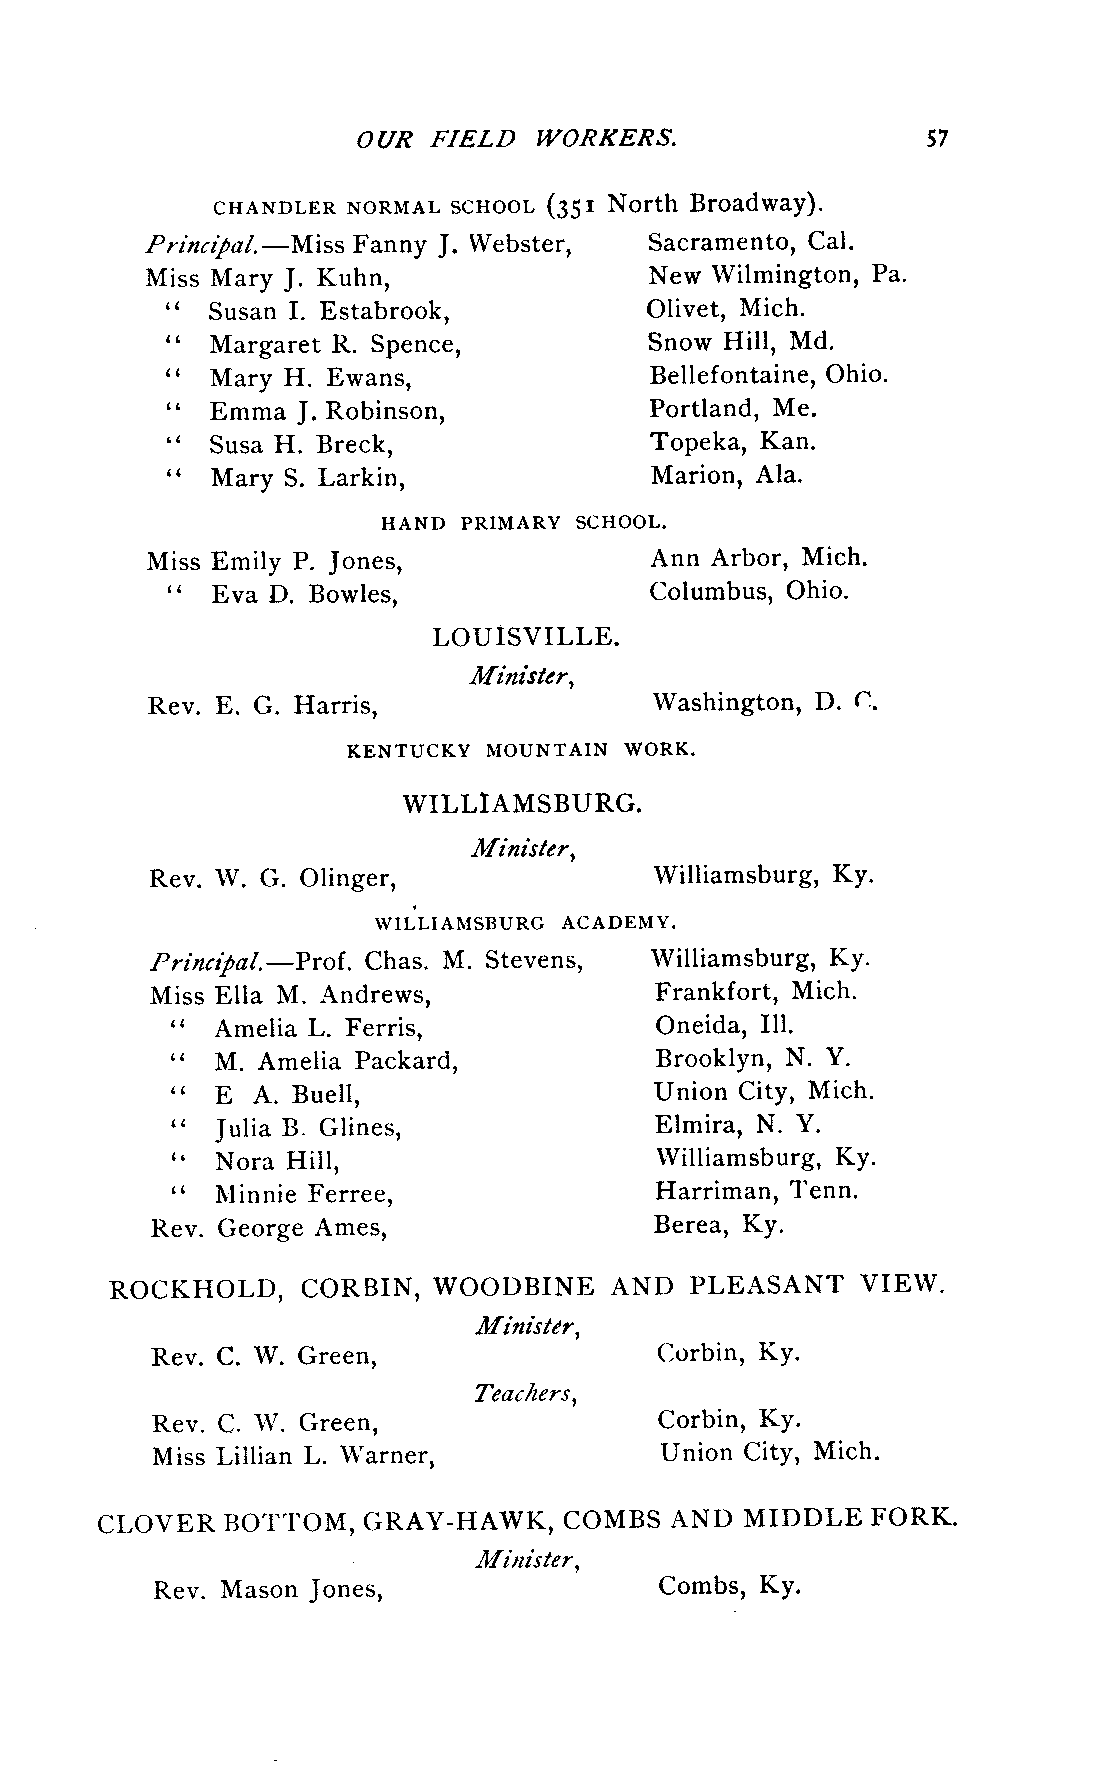 OUR FIELD WORKERS. 57
CHANDLER NORMAL SCHOOL (351 North Broadway).
Principal.—Miss Fanny J. Webster, Sacramento, Cal.
Miss Mary J. Kuhn, New Wilmington, Pa.
" Susan I. Estabrook, Olivet, Mich.
" Margaret R. Spence, Snow Hill, Md.
" Mary H. Ewans, Bellefontaine, Ohio.
" Emma J. Robinson, Portland, Me.
" Susa H. Breck, Topeka, Kan.
" Mary S. Larkin, Marion, Ala.
HAND PRIMARY SCHOOL.
Miss Emily P. Jones, Ann Arbor, Mich.
" Eva D. Bowles, Columbus, Ohio.
LOUISVILLE.
Minister,
Rev. E. G. Harris, Washington, D. C.
KENTUCKY MOUNTAIN WORK.
WILLIAMSBURG.
Minister,
Rev. W. G. Olinger, Williamsburg, Ky.
WILLIAMSBURG ACADEMY.
Principal.—Prof. Chas. M. Stevens, Williamsburg, Ky.
Miss Ella M. Andrews, Frankfort, Mich.
" Amelia L. Ferris, Oneida, Ill.
" M. Amelia Packard, Brooklyn, N. Y.
" E A. Buell, Union City, Mich.
" Julia B. Glines, Elmira, N. Y.
" Nora Hill, Williamsburg, Ky.
" Minnie Ferree, Harriman, Tenn.
Rev. George Ames, Berea, Ky.
ROCKHOLD, CORBIN, WOODBINE AND PLEASANT VIEW.
Minister,
Rev. C. W. Green, Corbin, Ky.
Teachers,
Rev. C. W. Green, Corbin, Ky.
Miss Lillian L. Warner, Union City, Mich.
CLOVER BOTTOM, GRAY-HAWK, COMBS AND MIDDLE FORK.
Minister,
Rev. Mason Jones, Combs, Ky.